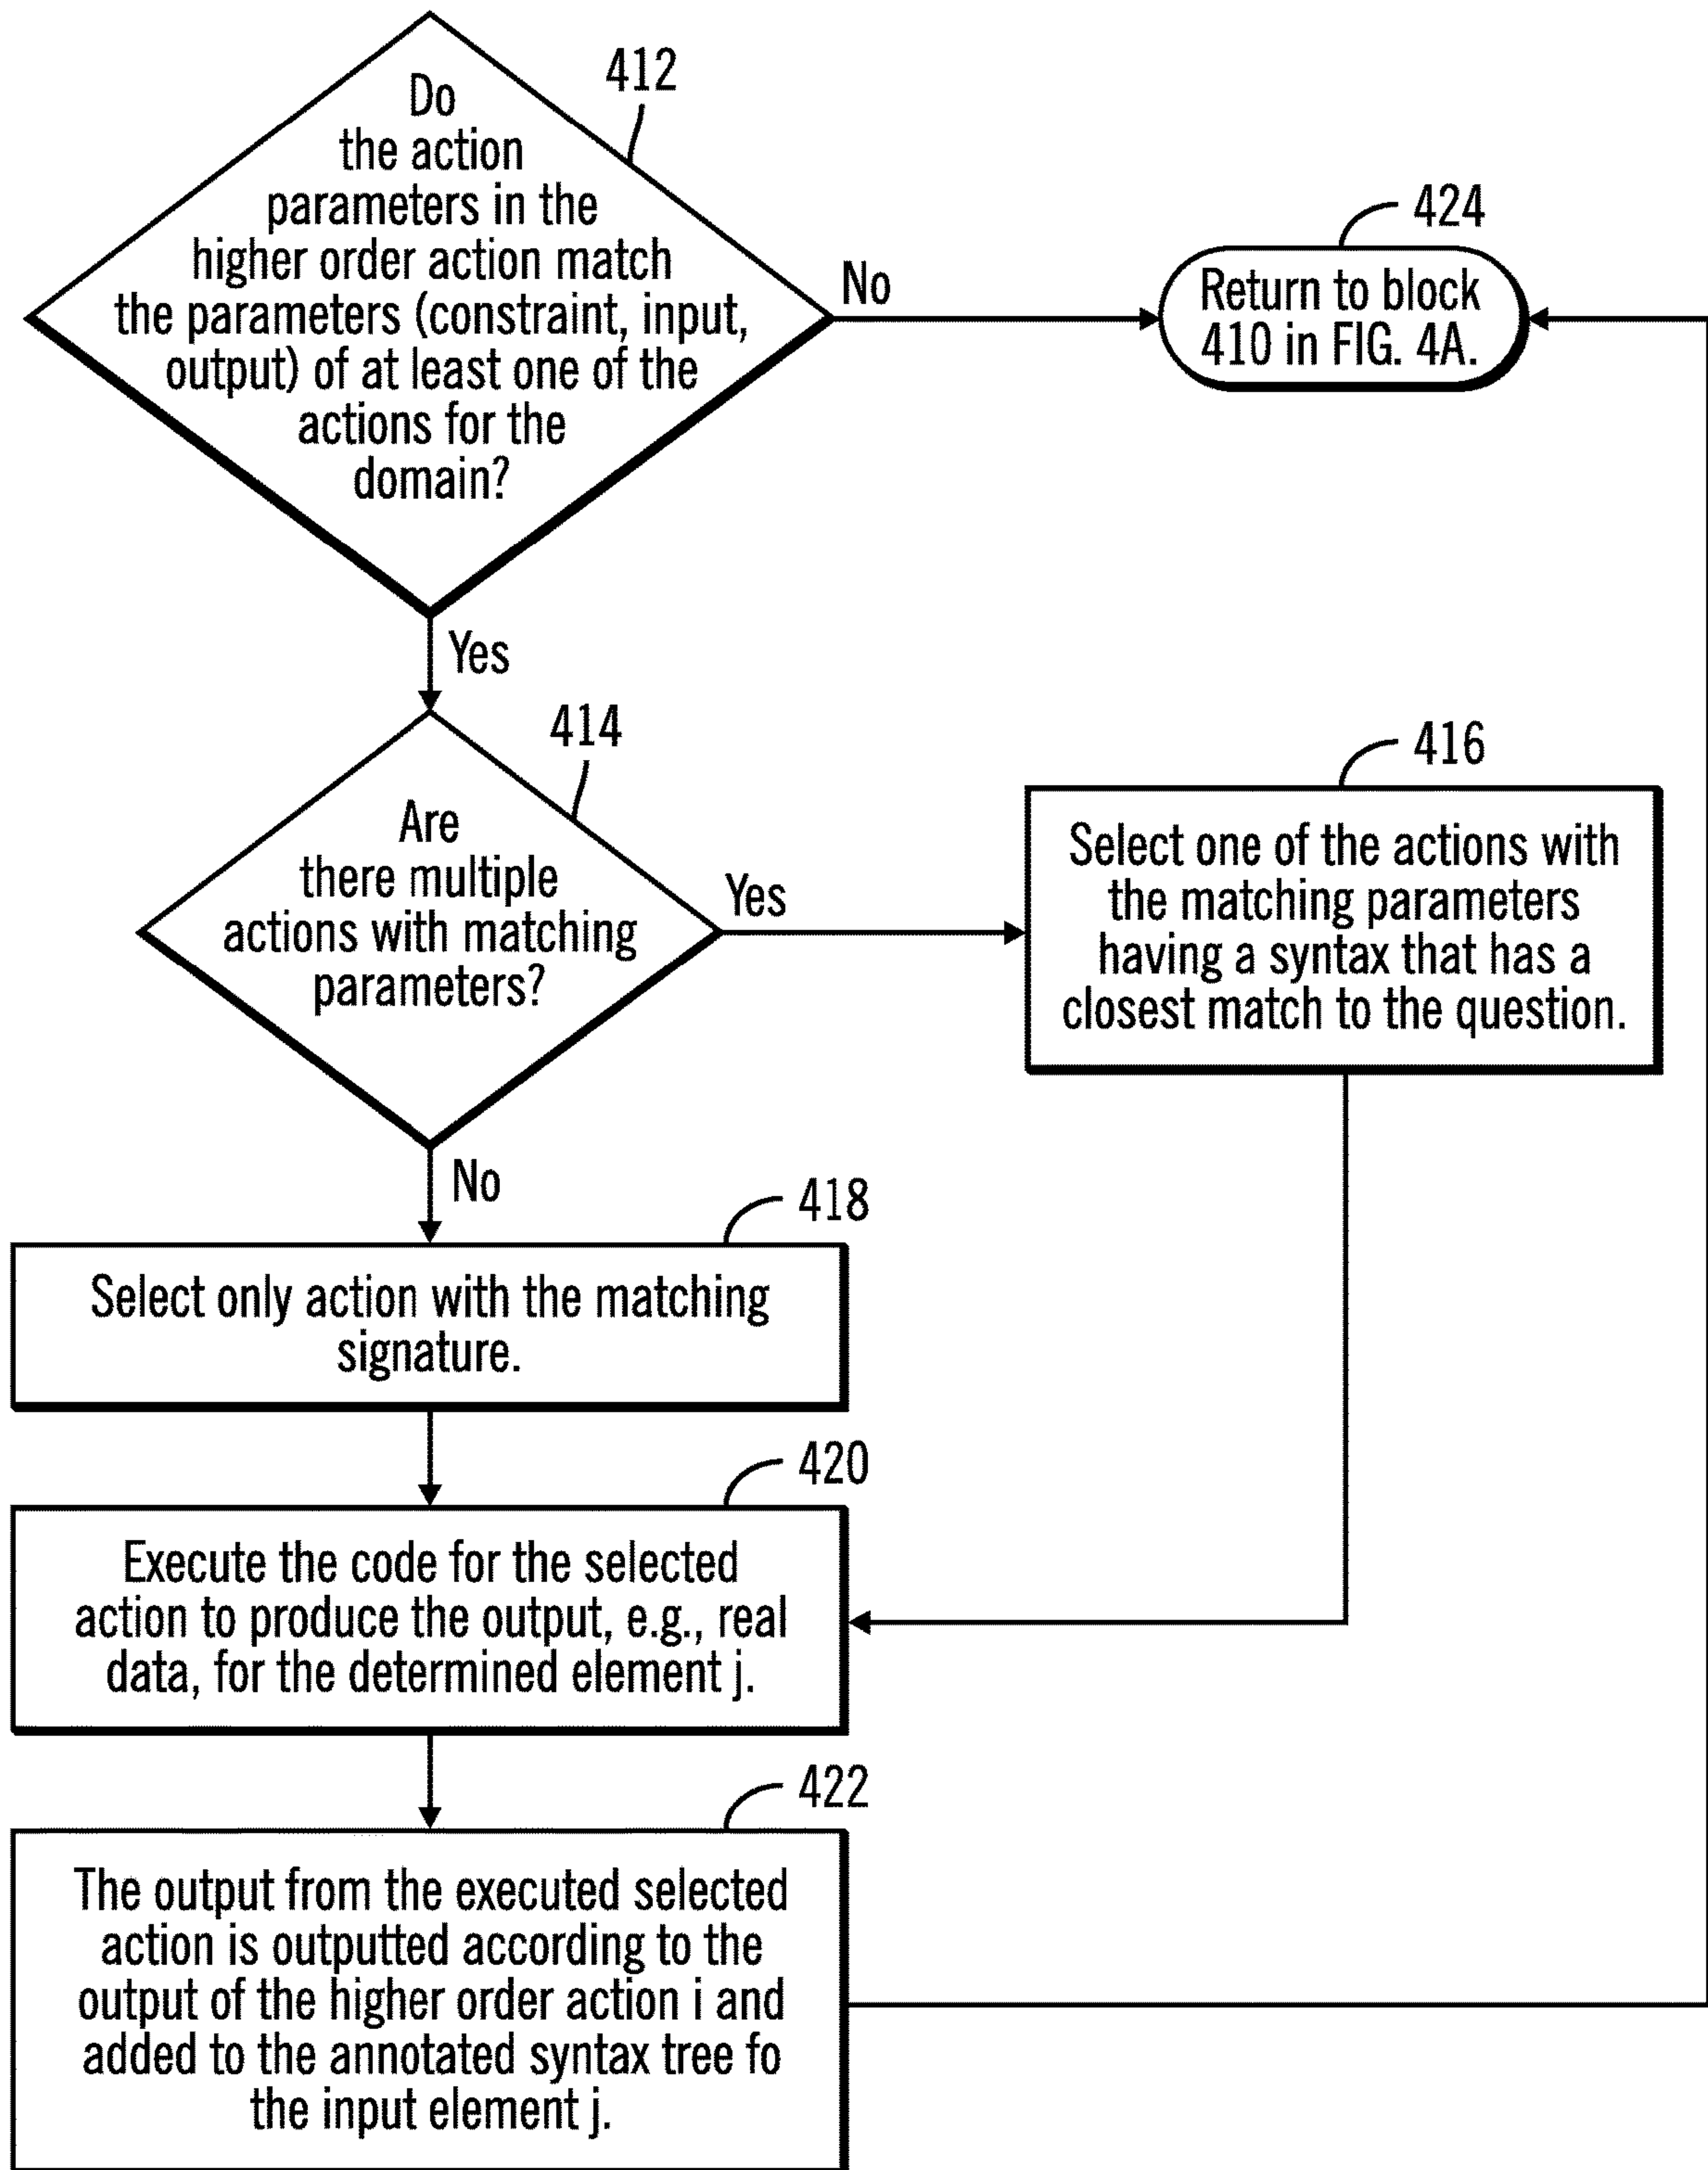 412
Do
the action
parameters in the
higher order action match
the parameters (constraint, input,
output) of at least one of the
actions for the
domain?
No
424
Return to block
410 in FIG. 4A.
Yes
414
Are
there multiple
actions with matching
parameters?
Yes
416
Select one of the actions with
the matching parameters
having a syntax that has a
closest match to the question.
No
418
Select only action with the matching
signature.
420
Execute the code for the selected
action to produce the output, e.g., real
data, for the determined element j.
422
The output from the executed selected
action is outputted according to the
output of the higher order action i and
added to the annotated syntax tree fo
the input element j.